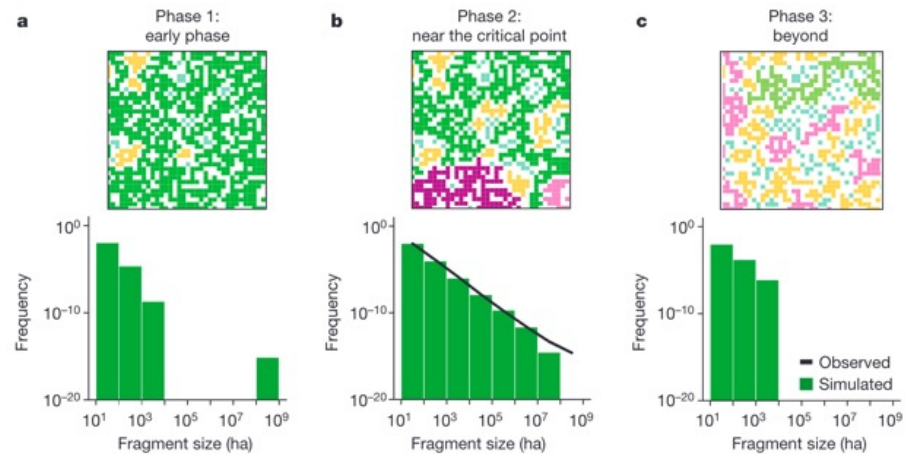 a
Phase 1:
early phase
b
Phase 2:
near the critical point
c
Phase 3:
beyond
Frequency
10⁰
10⁻¹⁰
10⁻²⁰
10¹ 10³ 10⁵ 10⁷ 10⁹
Fragment size (ha)
Frequency
10⁰
10⁻¹⁰
10⁻²⁰
10¹ 10³ 10⁵ 10⁷ 10⁹
Fragment size (ha)
Frequency
10⁰
10⁻¹⁰
10⁻²⁰
10¹ 10³ 10⁵ 10⁷ 10⁹
Fragment size (ha)
Observed
Simulated